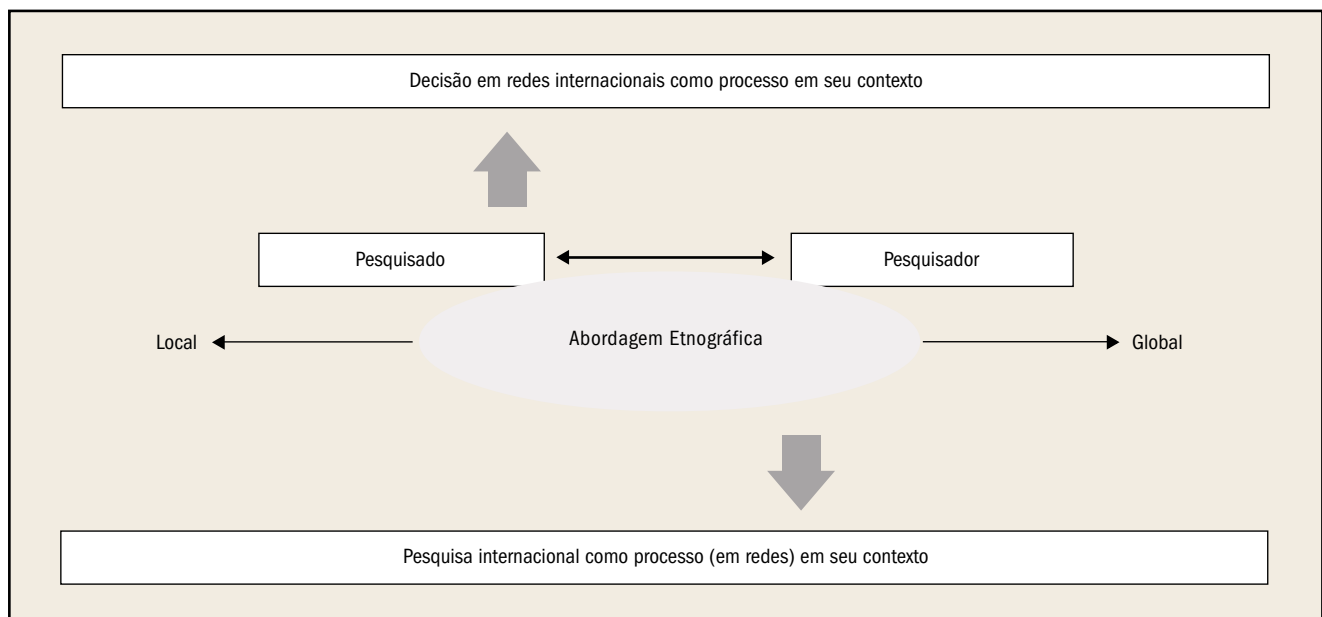 Decisão em redes internacionais como processo em seu contexto
Pesquisado
Pesquisador
Local
Abordagem Etnográfica
Global
Pesquisa internacional como processo (em redes) em seu contexto